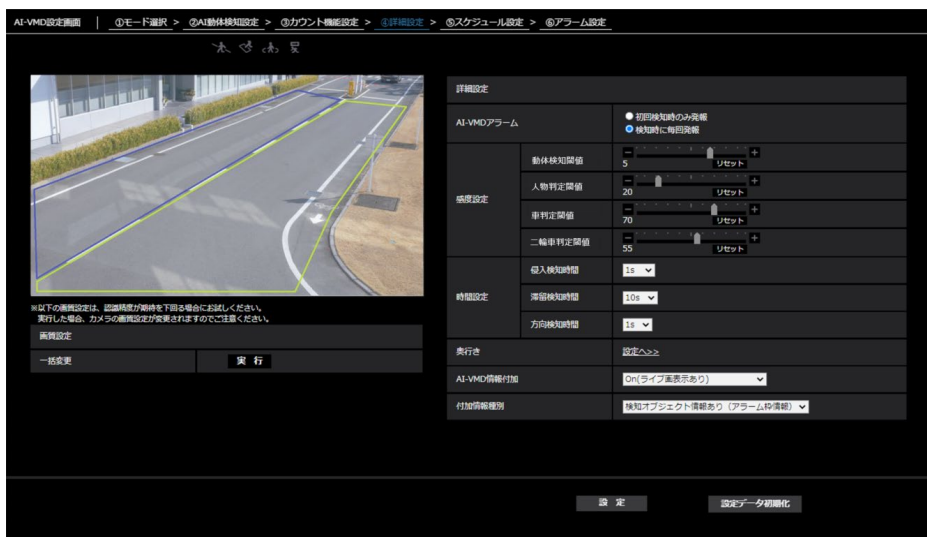 AI-VMD設定画面 | ①モード選択 > ②AI動体検知設定 > ③カウント機能設定 > ④詳細設定 > ⑤スケジュール設定 > ⑥アラーム設定
※以下の画質設定は、認識精度が期待を下回る場合にお試しください。
実行した場合、カメラの画質設定が変更されますのでご注意ください。
画質設定
一括変更 実 行
詳細設定
AI-VMDアラーム
初回検知時のみ発報
検知時に毎回発報
感度設定
動体検知閾値
5 リセット
人物判定閾値
20 リセット
車判定閾値
70 リセット
二輪車判定閾値
55 リセット
時間設定
侵入検知時間 1s
滞留検知時間 10s
方向検知時間 1s
奥行き 設定へ>>
AI-VMD情報付加 On(ライブ画表示あり)
付加情報種別 検知オブジェクト情報あり（アラーム枠情報）
設 定 設定データ初期化